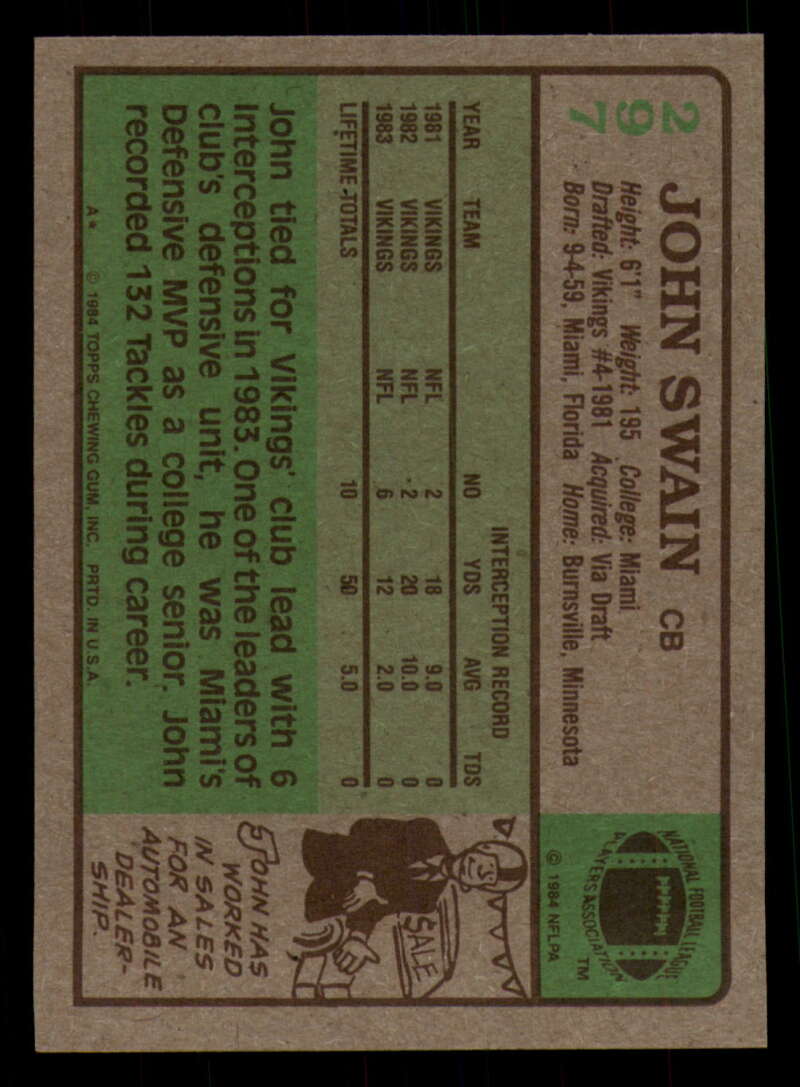 297
JOHN SWAIN CB
Height: 6'1" Weight: 195 College: Miami
Drafted: Vikings #4-1981 Acquired: Via Draft
Born: 9-4-59, Miami, Florida Home: Burnsville, Minnesota
NATIONAL FOOTBALL LEAGUE
PLAYERS ASSOCIATION
TM
© 1984 NFLPA
INTERCEPTION RECORD
YEAR TEAM NO YDS AVG TDS
1981 VIKINGS NFL 2 18 9.0 0
1982 VIKINGS NFL 2 20 10.0 0
1983 VIKINGS NFL 6 12 2.0 0
LIFETIME TOTALS 10 50 5.0 0
John tied for Vikings' club lead with 6
Interceptions in 1983. One of the leaders of
club's defensive unit, he was Miami's
Defensive MVP as a college senior. John
recorded 132 Tackles during career.
A* © 1984 TOPPS CHEWING GUM, INC. PRTD. IN U.S.A.
SALE
JOHN HAS
WORKED
IN SALES
FOR AN
AUTOMOBILE
DEALER-
SHIP.